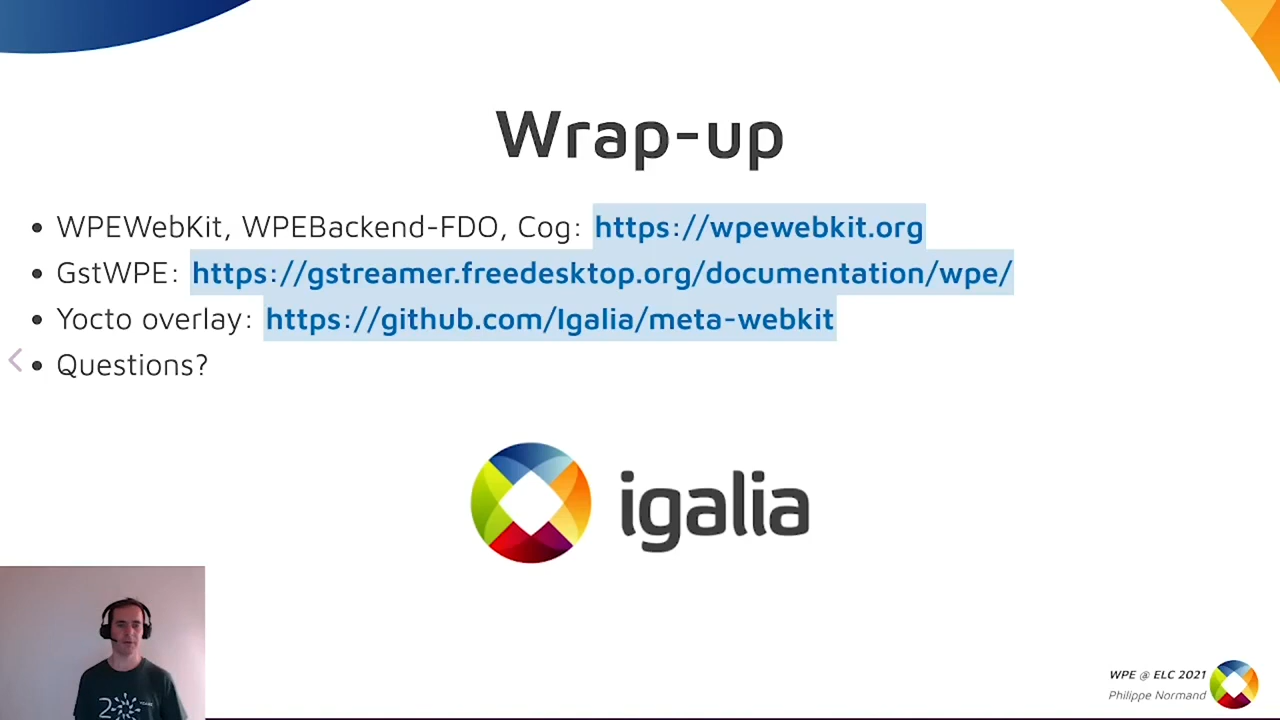 Wrap-up
WPEWebKit, WPEBackend-FDO, Cog: https://wpewebkit.org
GstWPE: https://gstreamer.freedesktop.org/documentation/wpe/
Yocto overlay: https://github.com/Igalia/meta-webkit
Questions?
igalia
WPE @ ELC 2021
Philippe Normand